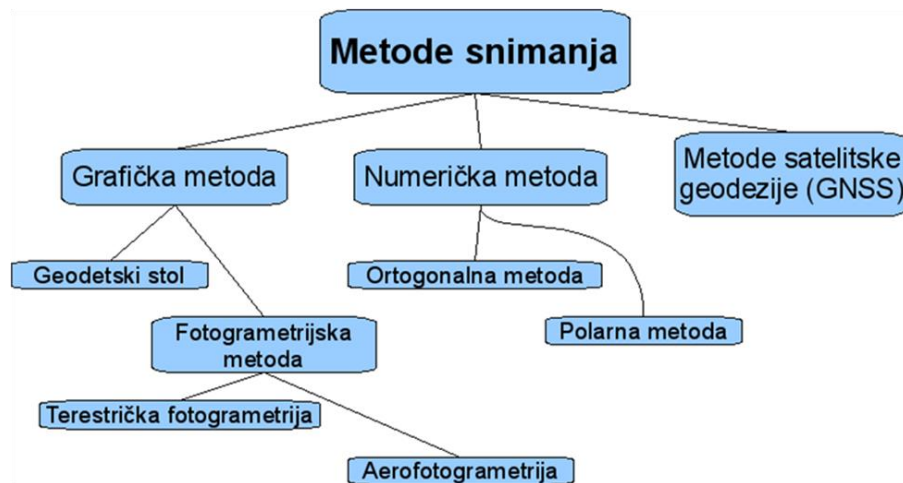 Metode snimanja
Grafička metoda
Numerička metoda
Metode satelitske
geodezije (GNSS)
Geodetski stol
Ortogonalna metoda
Fotogrametrijska
metoda
Polarna metoda
Terestrička fotogrametrija
Aerofotogrametrija